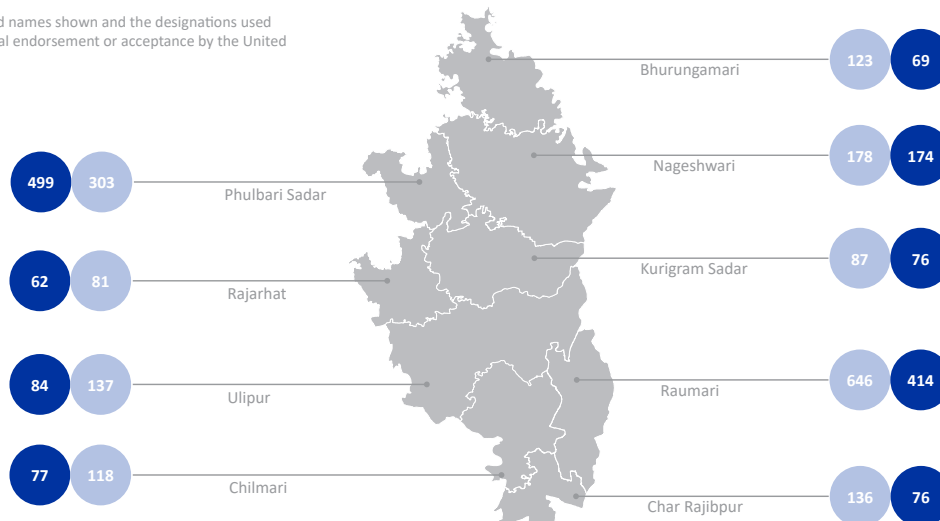 d names shown and the designations used
al endorsement or acceptance by the United
Bhurungamari
123 69
Nageshwari
178 174
499 303
Phulbari Sadar
Kurigram Sadar
87 76
62 81
Rajarhat
84 137
Ulipur
Raumari
646 414
77 118
Chilmari
Char Rajibpur
136 76